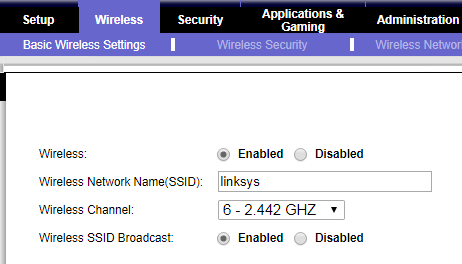 Setup Wireless Security Applications & Gaming Administration
Basic Wireless Settings Wireless Security Wireless Networ
Wireless: Enabled Disabled
Wireless Network Name(SSID): linksys
Wireless Channel: 6 - 2.442 GHZ
Wireless SSID Broadcast: Enabled Disabled